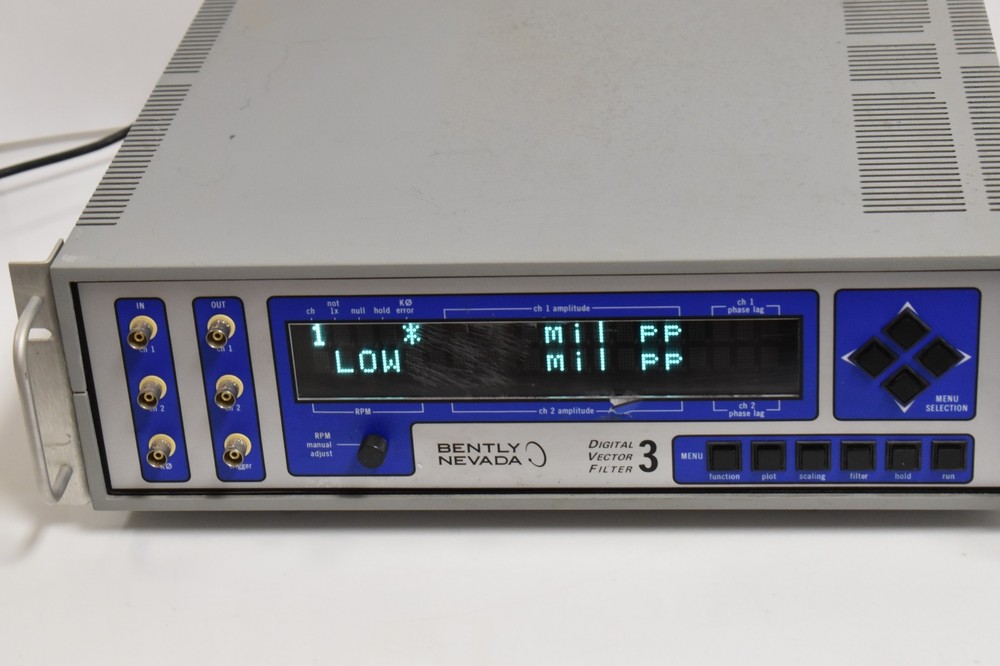 IN
ch 1
ch 2
KØ
OUT
ch 1
ch 2
trigger
ch
not
1x
null
hold
KØ
error
ch 1 amplitude
ch 1
phase lag
1 * mil pp
LOW mil pp
RPM
ch 2 amplitude
ch 2
phase lag
RPM
manual
adjust
BENTLY
NEVADA
DIGITAL
VECTOR
FILTER
3
MENU
SELECTION
MENU
function
plot
scaling
filter
hold
run